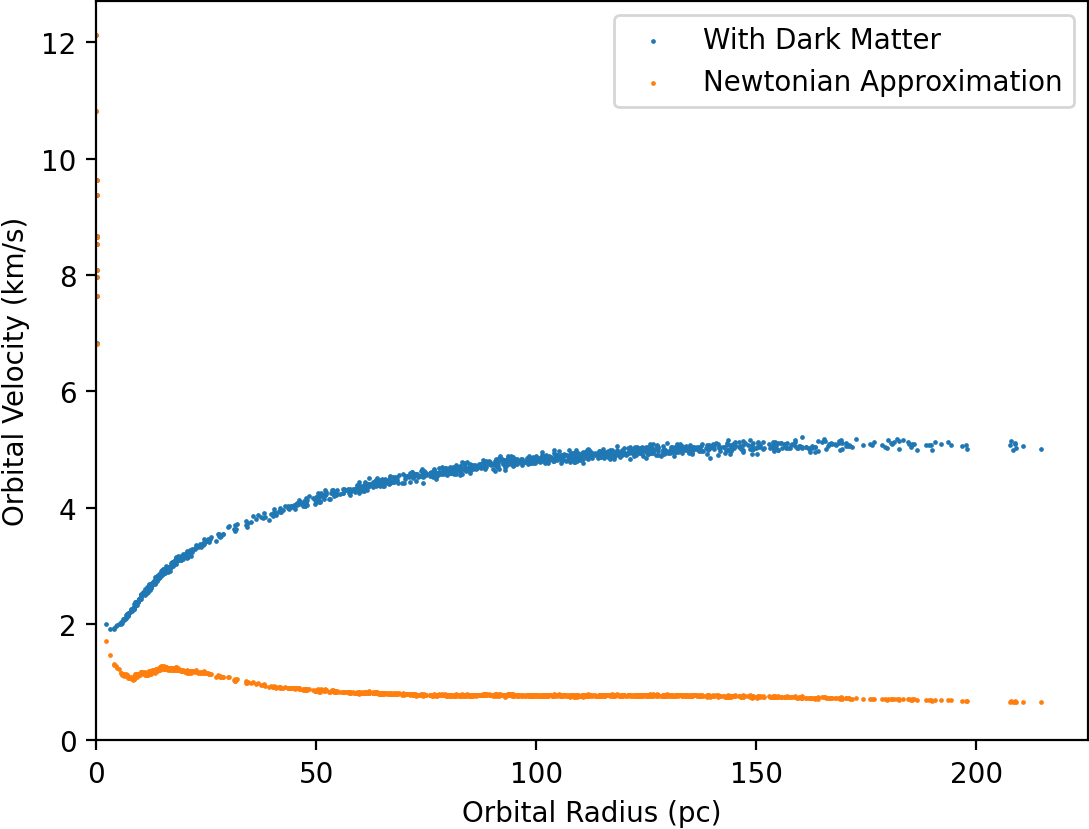 With Dark Matter
Newtonian Approximation
Orbital Velocity (km/s)
12
10
8
6
4
2
0
0 50 100 150 200
Orbital Radius (pc)